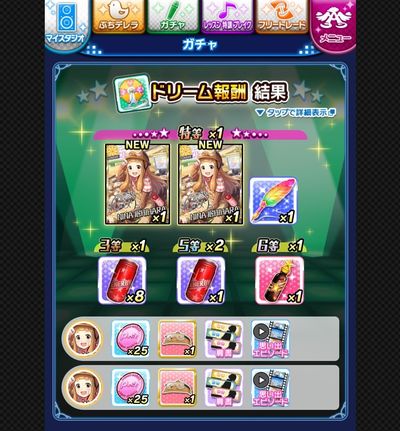 マイスタジオ
ぷちデレラ
ガチャ
レッスン 特訓 ブレイク
フリートレード
メニュー
ガチャ
ドリーム報酬 結果
▼タップで詳細表示
特等 ×1
NEW
NEW
NINA ICHIHARA
NINA ICHIHARA
×1
3等 ×1
5等 ×2
6等 ×1
×8
×1
×1
×25
×1
思い出
エピソード
×25
×1
思い出
エピソード